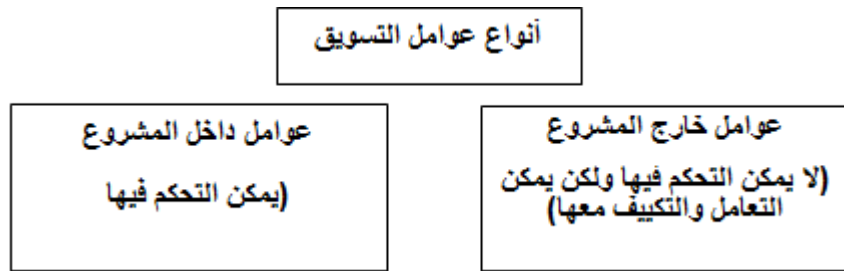 أنواع عوامل التسويق
عوامل خارج المشروع
(لا يمكن التحكم فيها ولكن يمكن
التعامل والتكييف معها)
عوامل داخل المشروع
(يمكن التحكم فيها